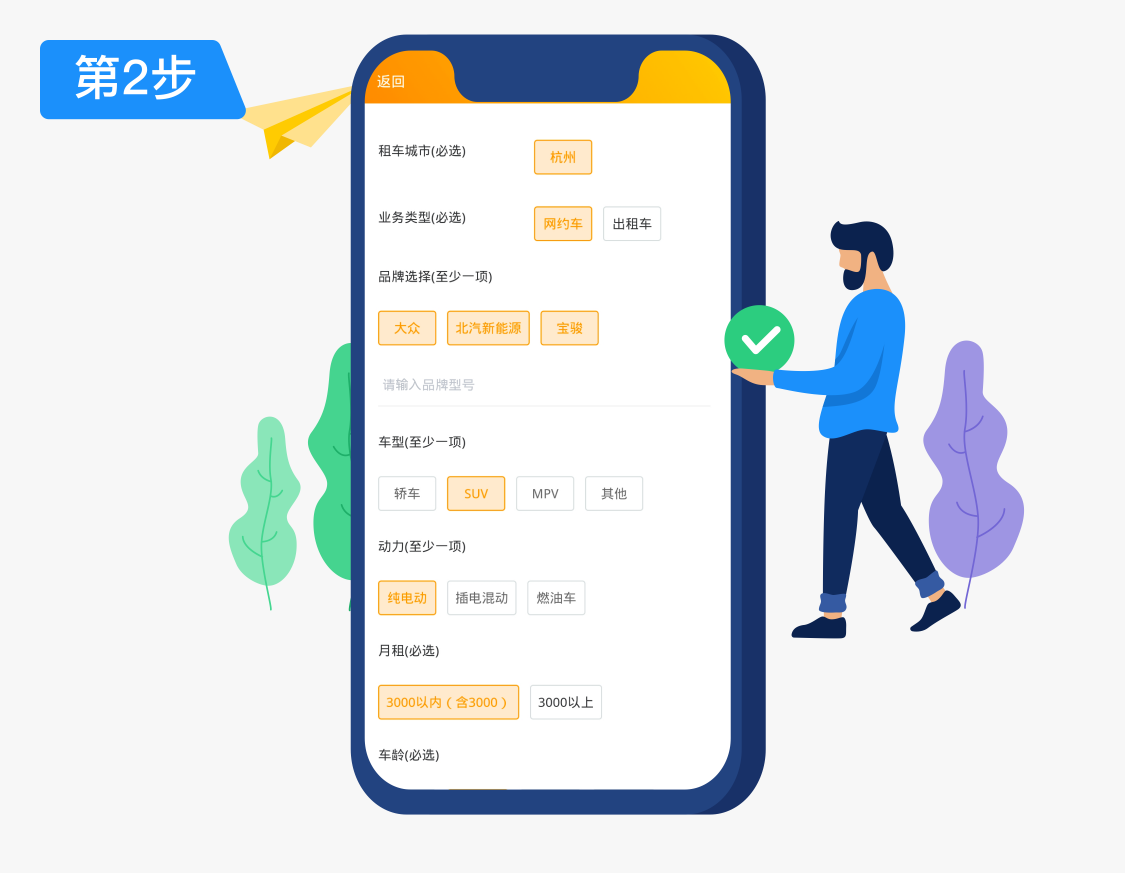 第2步
返回
租车城市(必选) 杭州
业务类型(必选) 网约车 出租车
品牌选择(至少一项)
大众 北汽新能源 宝骏
请输入品牌型号
车型(至少一项)
轿车 SUV MPV 其他
动力(至少一项)
纯电动 插电混动 燃油车
月租(必选)
3000以内（含3000） 3000以上
车龄(必选)